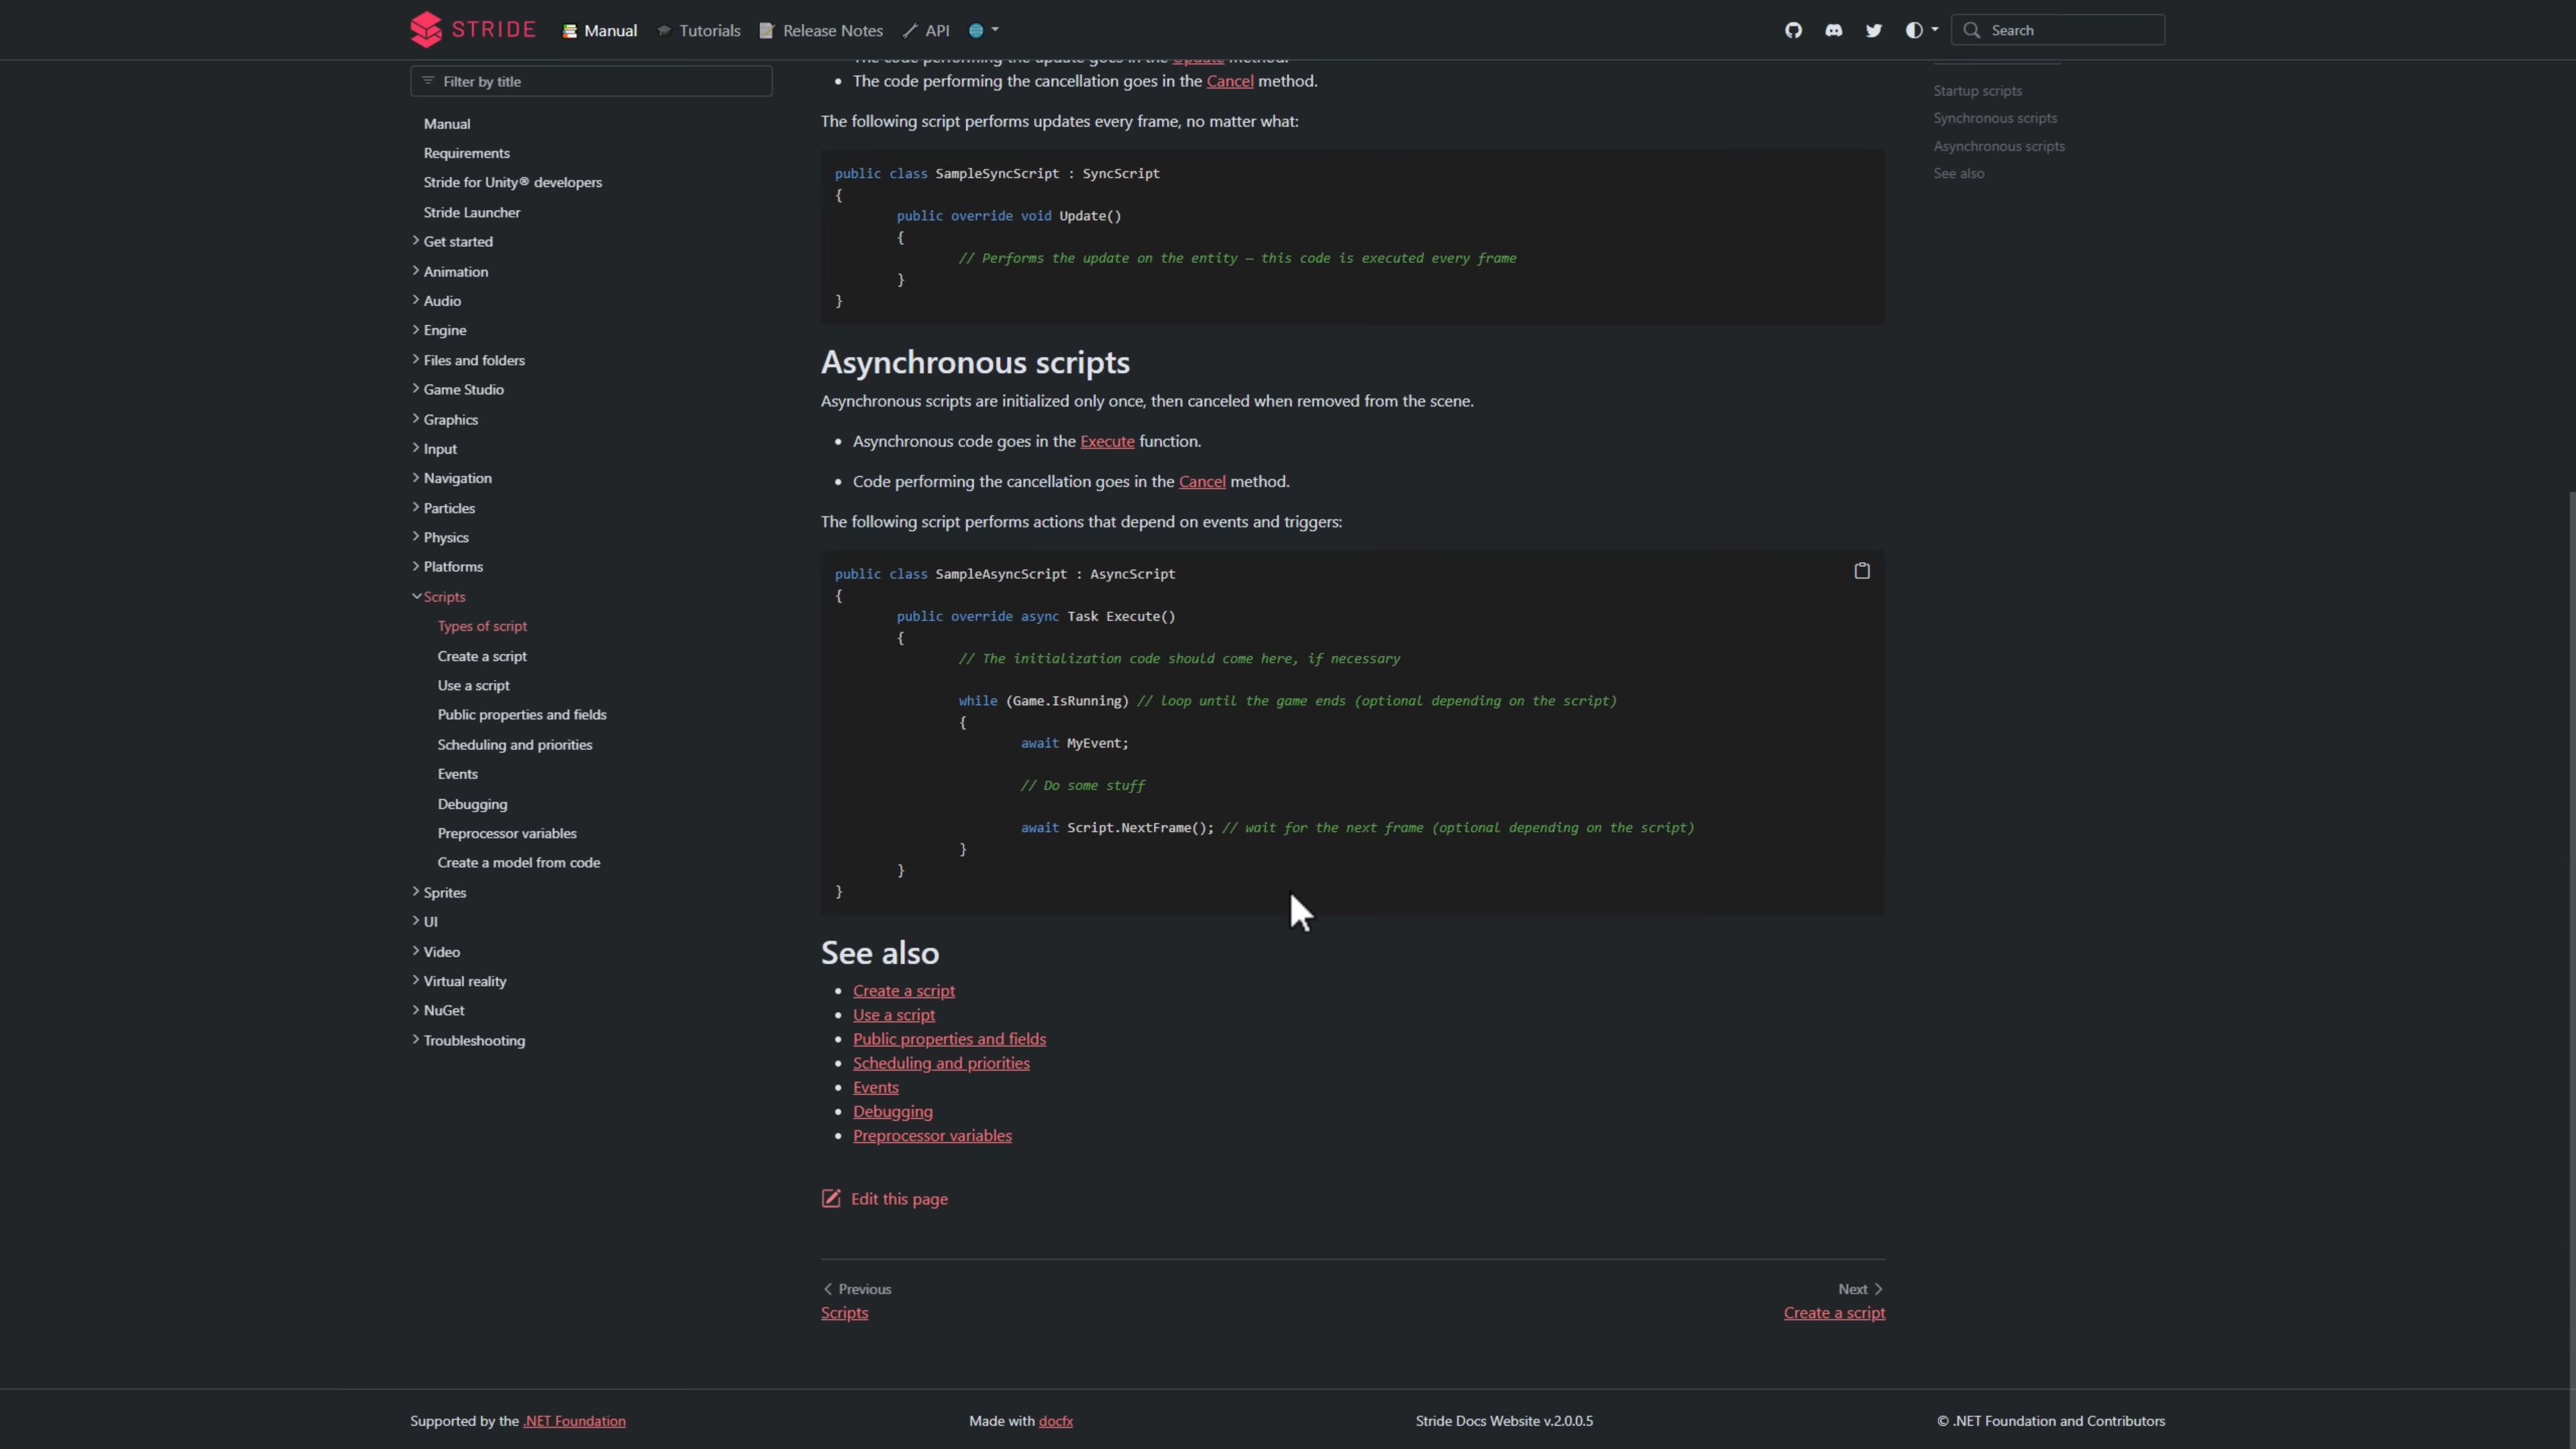 STRIDE
Manual
Tutorials
Release Notes
API
Search
Filter by title
Manual
Requirements
Stride for Unity® developers
Stride Launcher
Get started
Animation
Audio
Engine
Files and folders
Game Studio
Graphics
Input
Navigation
Particles
Physics
Platforms
Scripts
Types of script
Create a script
Use a script
Public properties and fields
Scheduling and priorities
Events
Debugging
Preprocessor variables
Create a model from code
Sprites
UI
Video
Virtual reality
NuGet
Troubleshooting
The code performing the update goes in the Update method.
The code performing the cancellation goes in the Cancel method.
The following script performs updates every frame, no matter what:
public class SampleSyncScript : SyncScript
{
public override void Update()
{
// Performs the update on the entity — this code is executed every frame
}
}
Asynchronous scripts
Asynchronous scripts are initialized only once, then canceled when removed from the scene.
Asynchronous code goes in the Execute function.
Code performing the cancellation goes in the Cancel method.
The following script performs actions that depend on events and triggers:
public class SampleAsyncScript : AsyncScript
{
public override async Task Execute()
{
// The initialization code should come here, if necessary
while (Game.IsRunning) // loop until the game ends (optional depending on the script)
{
await MyEvent;
// Do some stuff
await Script.NextFrame(); // wait for the next frame (optional depending on the script)
}
}
}
See also
Create a script
Use a script
Public properties and fields
Scheduling and priorities
Events
Debugging
Preprocessor variables
Edit this page
Previous
Scripts
Next
Create a script
Startup scripts
Synchronous scripts
Asynchronous scripts
See also
Supported by the .NET Foundation
Made with docfx
Stride Docs Website v.2.0.0.5
© .NET Foundation and Contributors